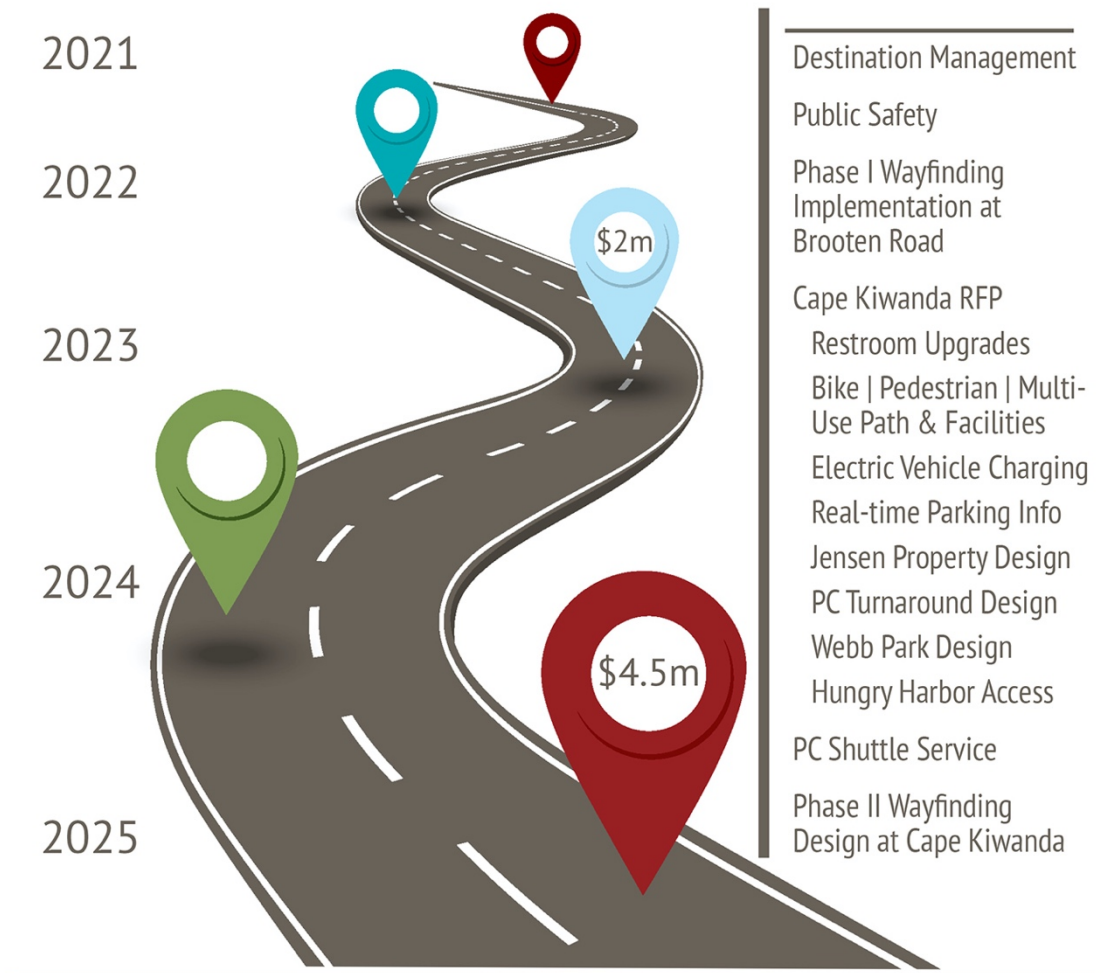 2021
2022
2023
2024
2025
$2m
$4.5m
Destination Management
Public Safety
Phase I Wayfinding
Implementation at
Brooten Road
Cape Kiwanda RFP
Restroom Upgrades
Bike | Pedestrian | Multi-
Use Path & Facilities
Electric Vehicle Charging
Real-time Parking Info
Jensen Property Design
PC Turnaround Design
Webb Park Design
Hungry Harbor Access
PC Shuttle Service
Phase II Wayfinding
Design at Cape Kiwanda